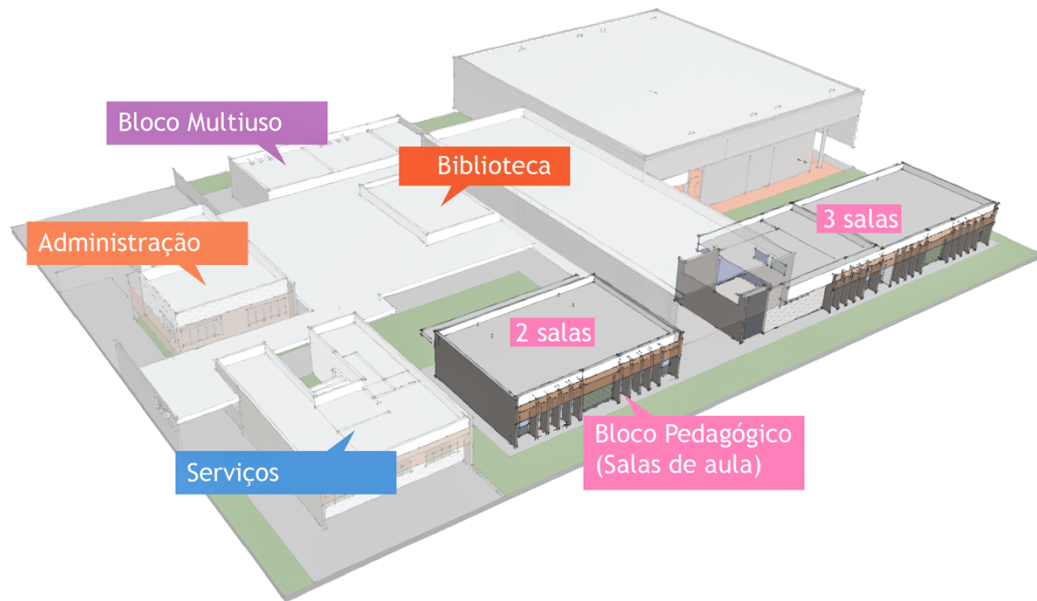 Bloco Multiuso
Biblioteca
3 salas
Administração
2 salas
Bloco Pedagógico
(Salas de aula)
Serviços